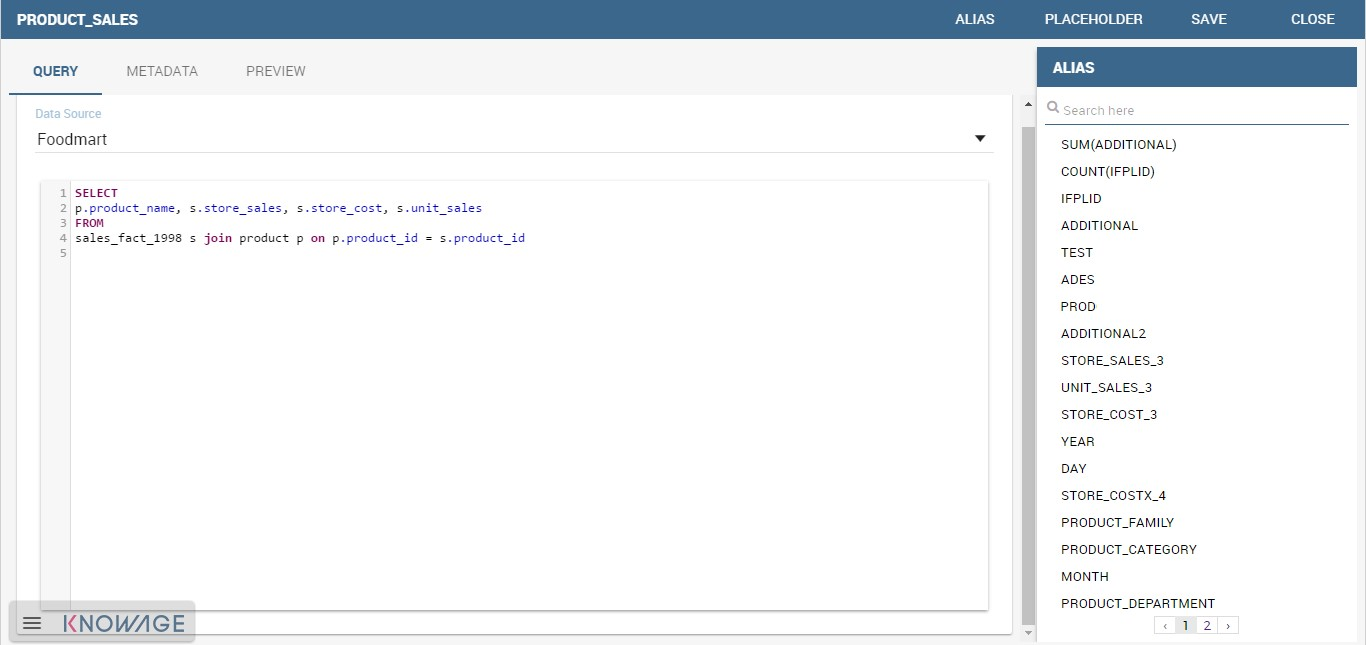 PRODUCT_SALES ALIAS PLACEHOLDER SAVE CLOSE
QUERY METADATA PREVIEW
Data Source
Foodmart
1 SELECT
2 p.product_name, s.store_sales, s.store_cost, s.unit_sales
3 FROM
4 sales_fact_1998 s join product p on p.product_id = s.product_id
5
KNOWAGE
ALIAS
Search here
SUM(ADDITIONAL)
COUNT(IFPLID)
IFPLID
ADDITIONAL
TEST
ADES
PROD
ADDITIONAL2
STORE_SALES_3
UNIT_SALES_3
STORE_COST_3
YEAR
DAY
STORE_COSTX_4
PRODUCT_FAMILY
PRODUCT_CATEGORY
MONTH
PRODUCT_DEPARTMENT
‹ 1 2 ›